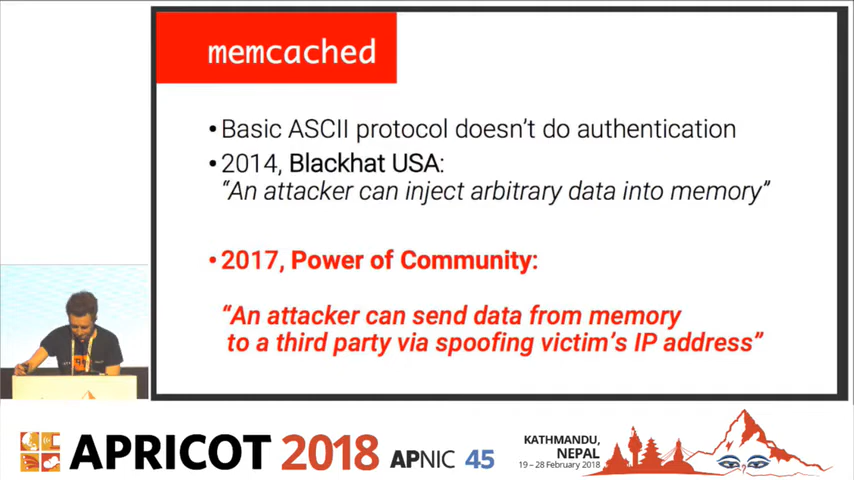 memcached
•Basic ASCII protocol doesn't do authentication
•2014, Blackhat USA:
“An attacker can inject arbitrary data into memory”
•2017, Power of Community:
“An attacker can send data from memory
to a third party via spoofing victim's IP address”
APRICOT 2018 APNIC 45
KATHMANDU,
NEPAL
19 – 28 February 2018